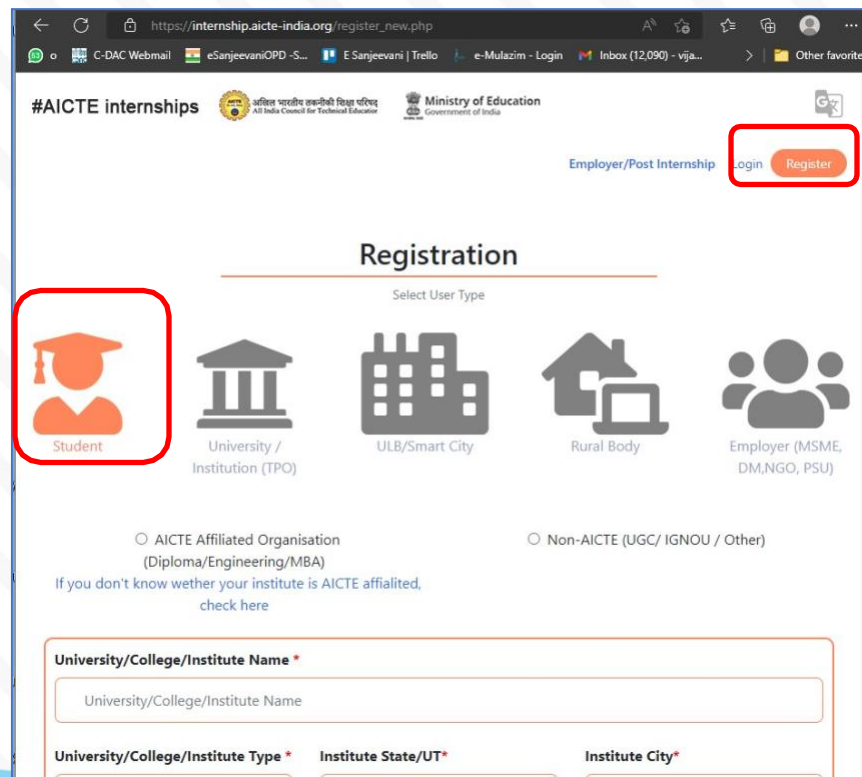 https://internship.aicte-india.org/register_new.php
o C-DAC Webmail eSanjeevaniOPD -S... E Sanjeevani | Trello e-Mulazim - Login Inbox (12,090) - vija... Other favorite
#AICTE internships
अखिल भारतीय तकनीकी शिक्षा परिषद्
All India Council for Technical Educatior
Ministry of Education
Government of India
Employer/Post Internship Login Register
Registration
Select User Type
Student
University /
Institution (TPO)
ULB/Smart City
Rural Body
Employer (MSME,
DM,NGO, PSU)
AICTE Affiliated Organisation
(Diploma/Engineering/MBA)
If you don't know wether your institute is AICTE affialited,
check here
Non-AICTE (UGC/ IGNOU / Other)
University/College/Institute Name *
University/College/Institute Name
University/College/Institute Type * Institute State/UT* Institute City*